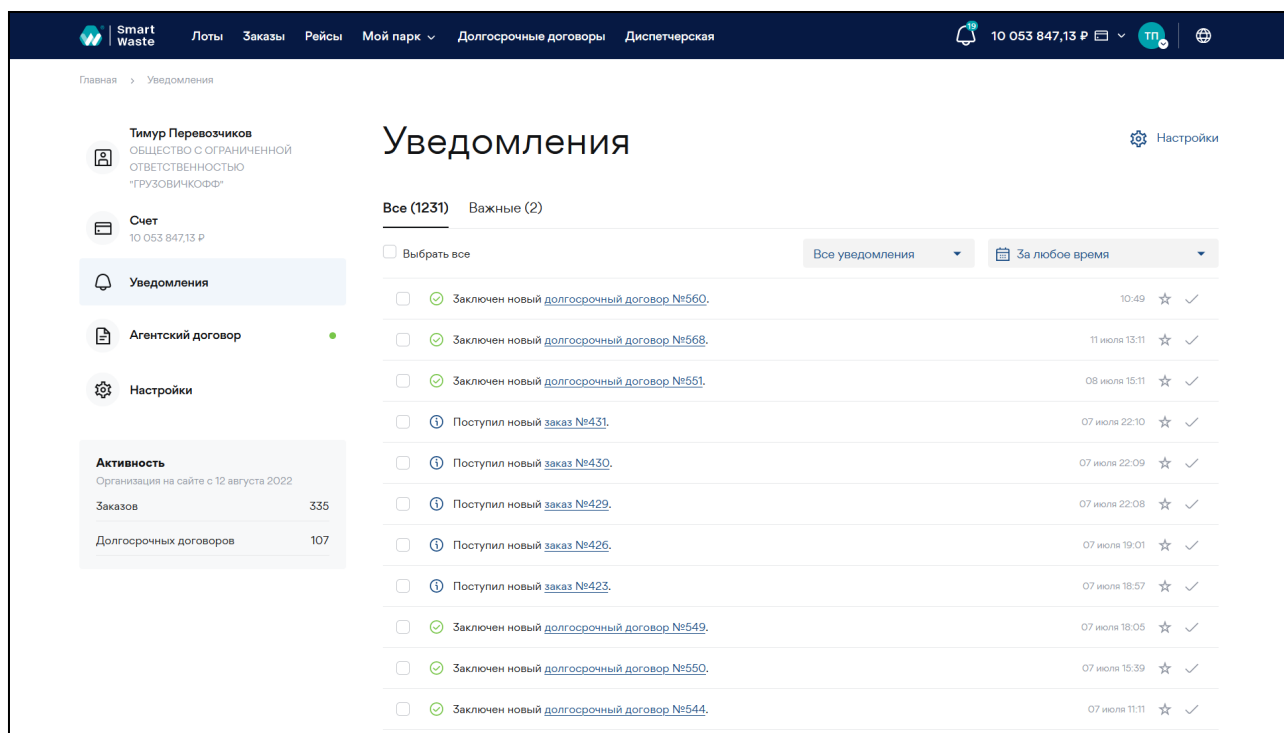 Smart
Waste
Лоты Заказы Рейсы Мой парк Долгосрочные договоры Диспетчерская
19
10 053 847,13 ₽
ТП
Главная > Уведомления
Тимур Перевозчиков
ОБЩЕСТВО С ОГРАНИЧЕННОЙ
ОТВЕТСТВЕННОСТЬЮ
"ГРУЗОВИЧКОФФ"
Счет
10 053 847,13 ₽
Уведомления
Агентский договор
Настройки
Активность
Организация на сайте с 12 августа 2022
Заказов 335
Долгосрочных договоров 107
Уведомления
Настройки
Все (1231) Важные (2)
Выбрать все
Все уведомления
За любое время
Заключен новый долгосрочный договор №560. 10:49
Заключен новый долгосрочный договор №568. 11 июля 13:11
Заключен новый долгосрочный договор №551. 08 июля 15:11
Поступил новый заказ №431. 07 июля 22:10
Поступил новый заказ №430. 07 июля 22:09
Поступил новый заказ №429. 07 июля 22:08
Поступил новый заказ №426. 07 июля 19:01
Поступил новый заказ №423. 07 июля 18:57
Заключен новый долгосрочный договор №549. 07 июля 18:05
Заключен новый долгосрочный договор №550. 07 июля 15:39
Заключен новый долгосрочный договор №544. 07 июля 11:11